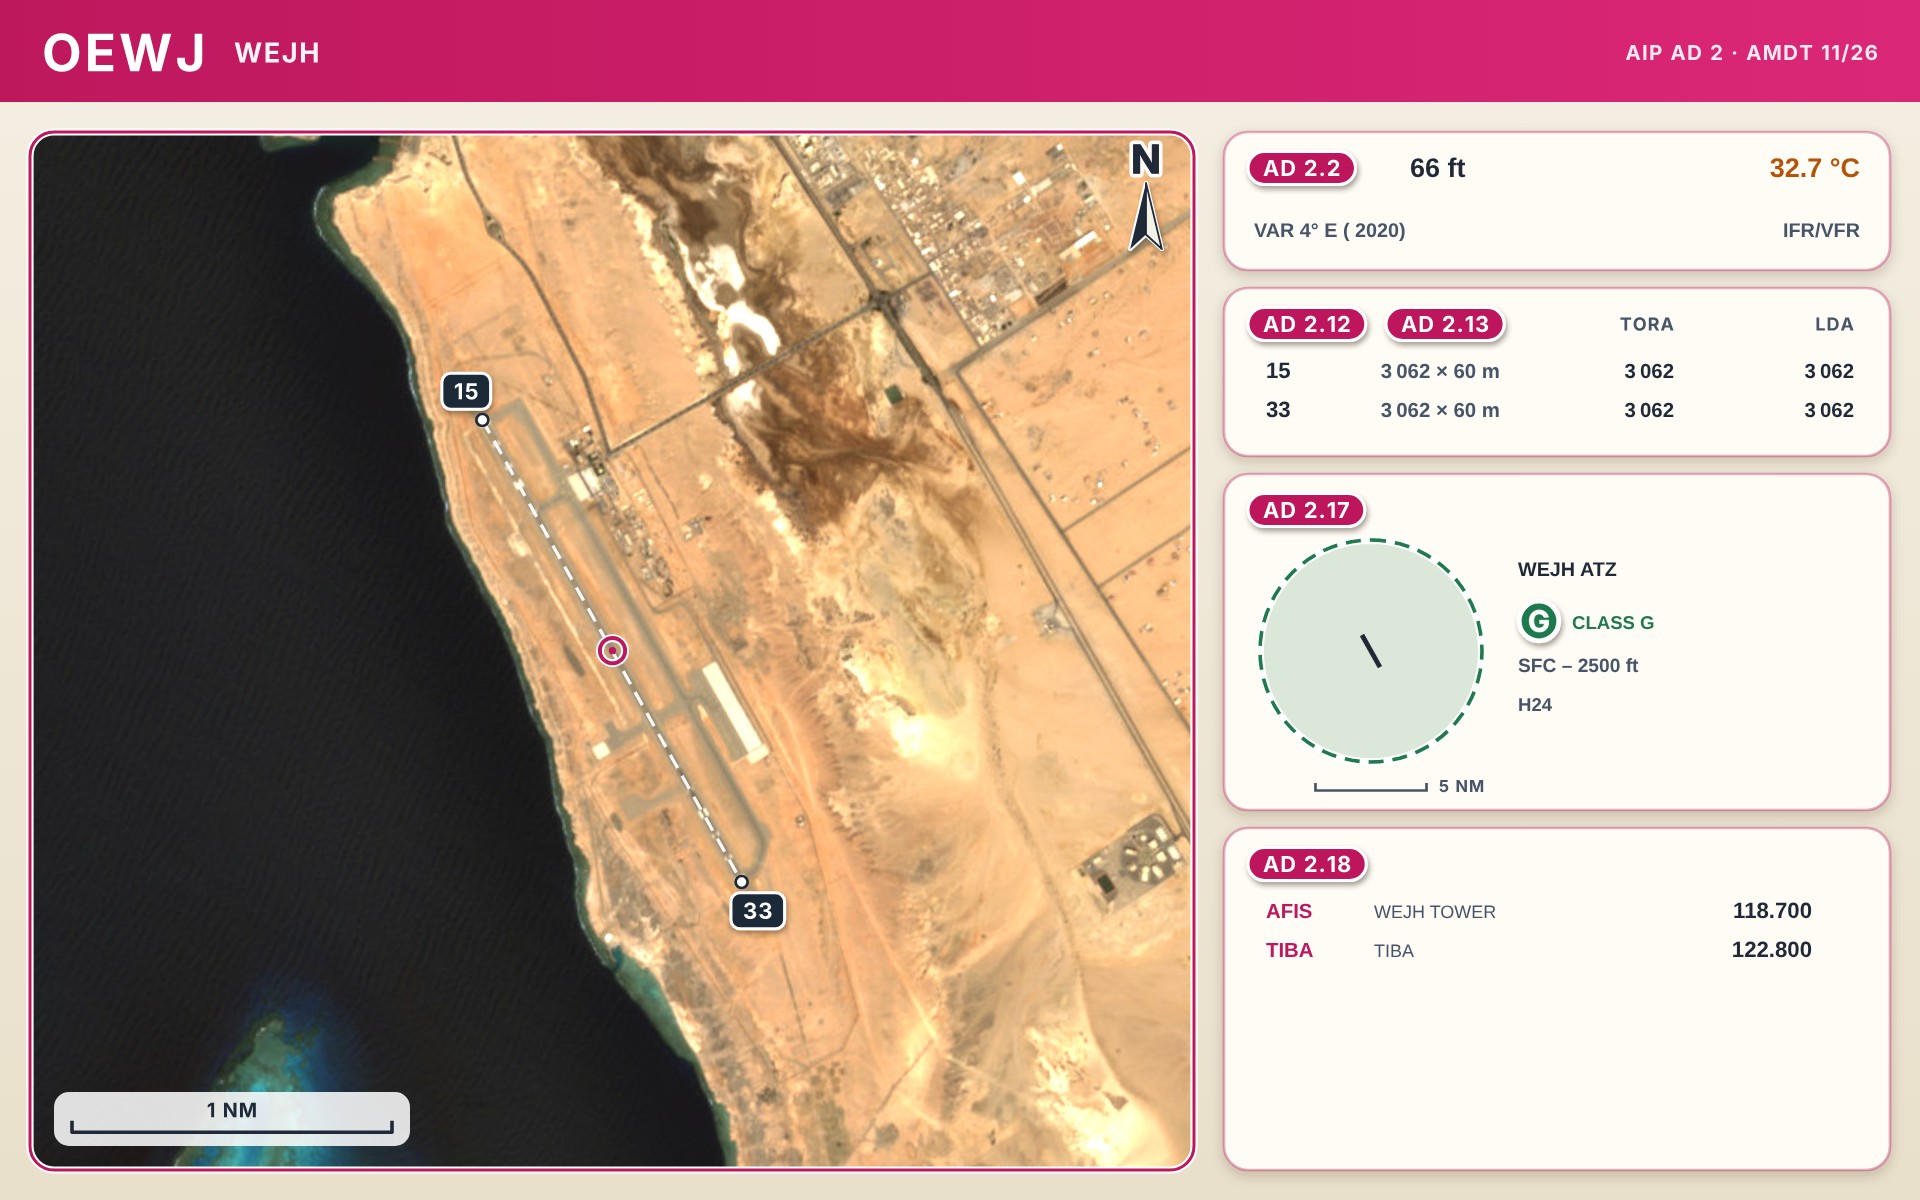 OEWJ WEJH
AIP AD 2 · AMDT 11/26
N
15
33
1 NM
AD 2.2 66 ft 32.7 °C
VAR 4° E ( 2020) IFR/VFR
AD 2.12 AD 2.13 TORA LDA
15 3 062 × 60 m 3 062 3 062
33 3 062 × 60 m 3 062 3 062
AD 2.17
WEJH ATZ
G CLASS G
SFC – 2500 ft
H24
5 NM
AD 2.18
AFIS WEJH TOWER 118.700
TIBA TIBA 122.800